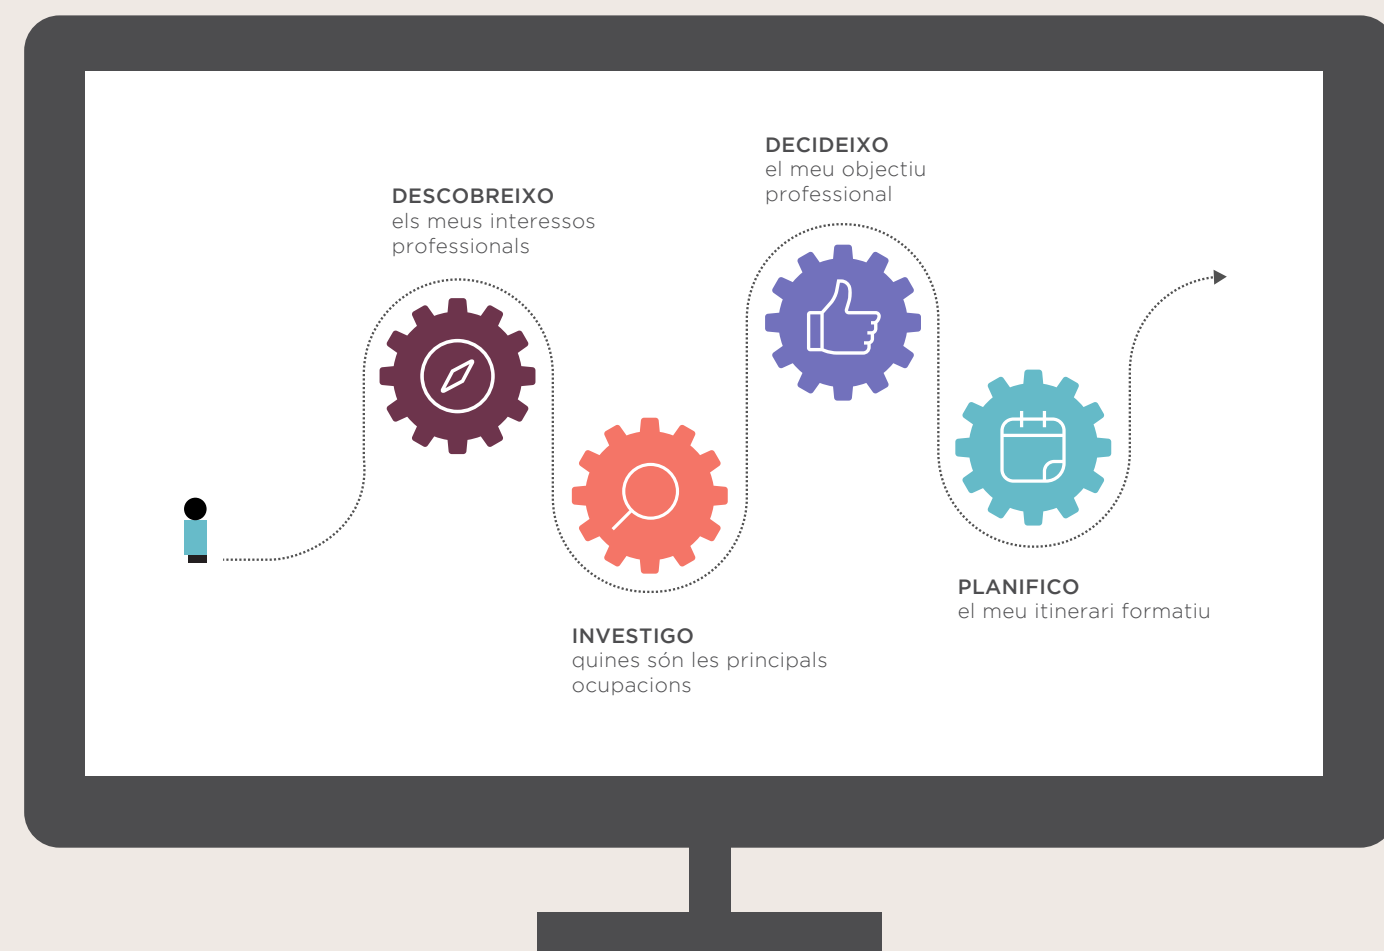 DESCOBREIXO
els meus interessos
professionals
INVESTIGO
quines són les principals
ocupacions
DECIDEIXO
el meu objectiu
professional
PLANIFICO
el meu itinerari formatiu